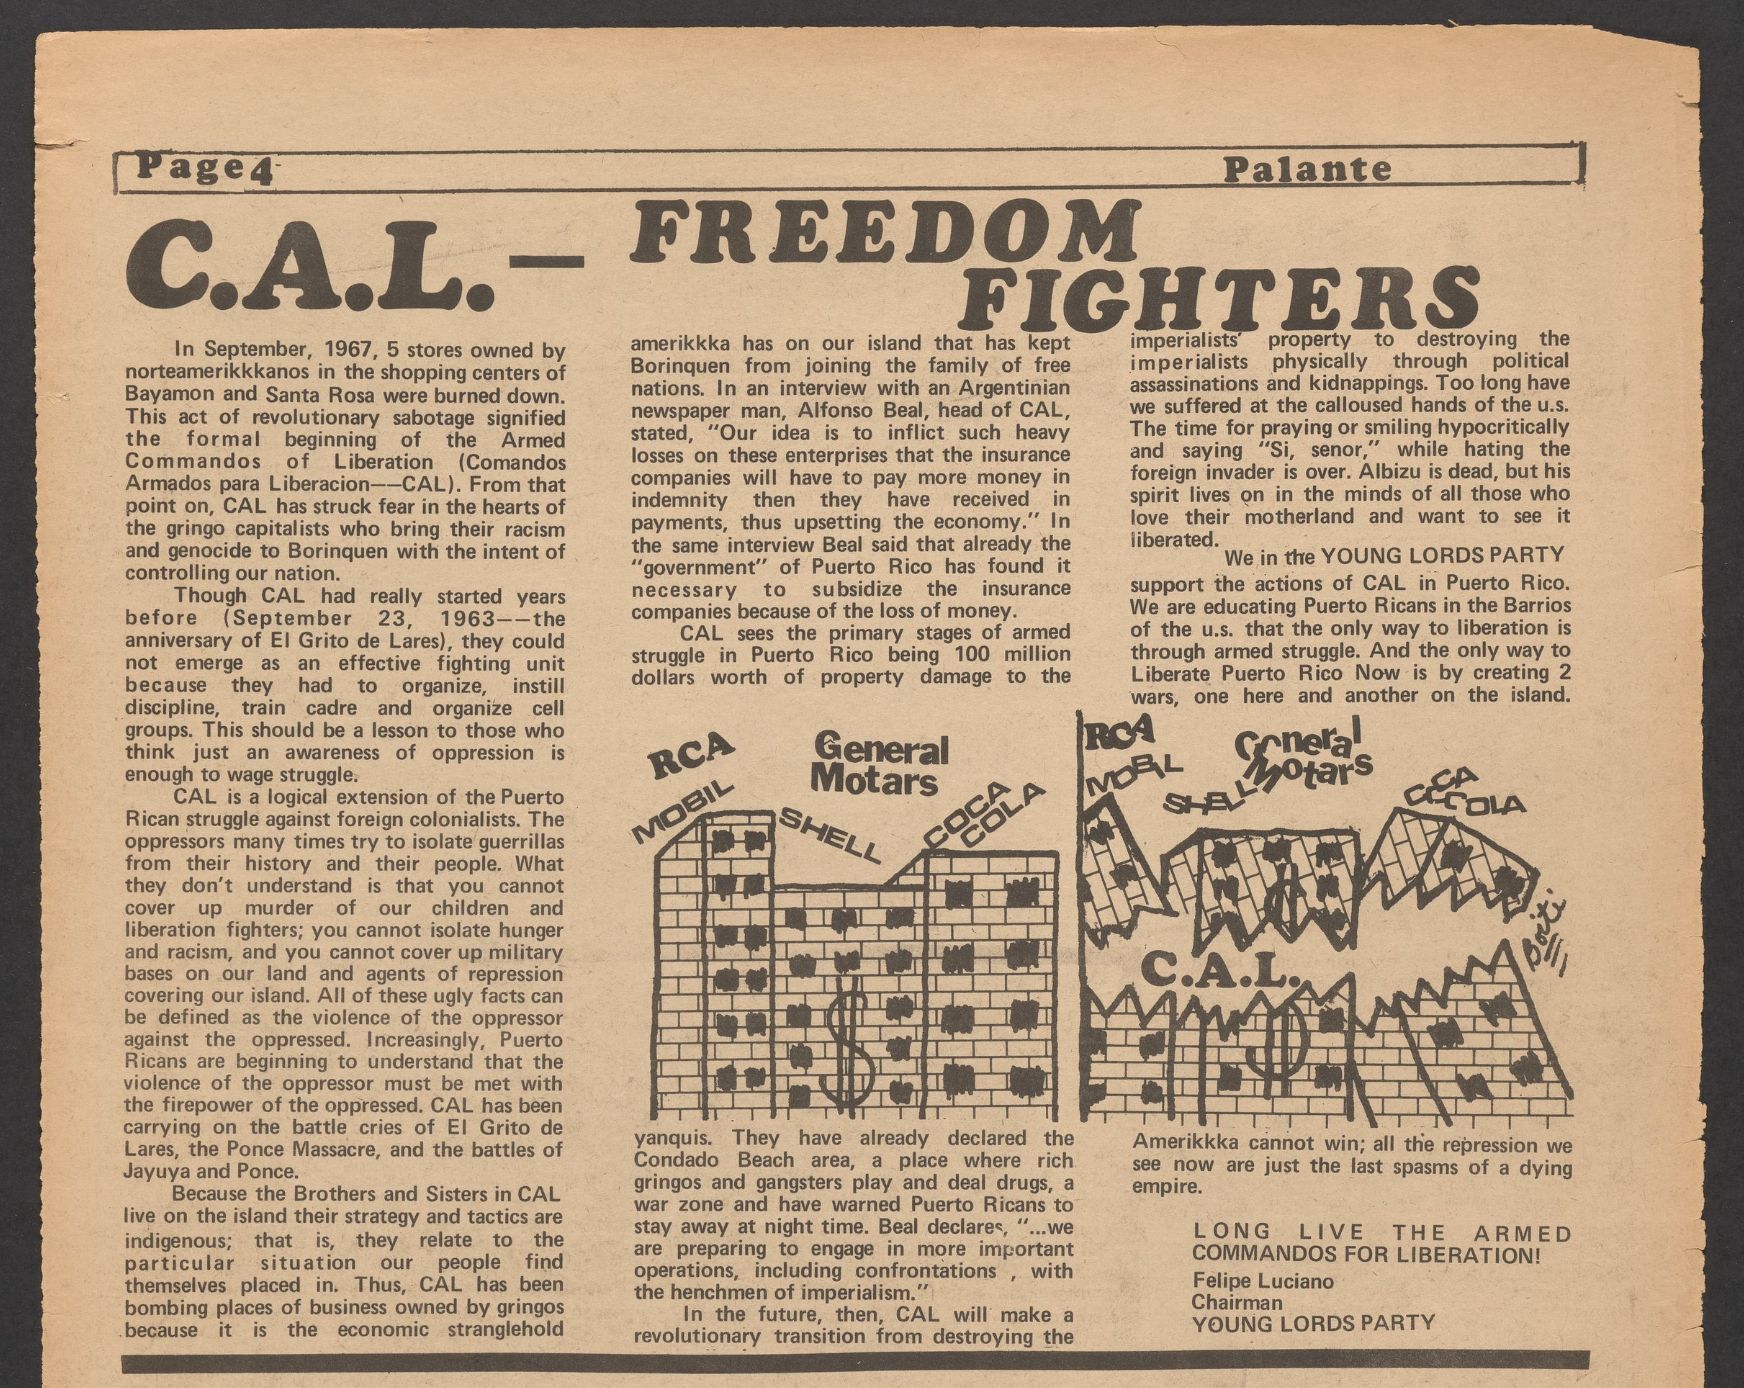 Page 4
Palante
C.A.L.— FREEDOM
FIGHTERS
In September, 1967, 5 stores owned by
norteamerikkkanos in the shopping centers of
Bayamon and Santa Rosa were burned down.
This act of revolutionary sabotage signified
the formal beginning of the Armed
Commandos of Liberation (Comandos
Armados para Liberacion——CAL). From that
point on, CAL has struck fear in the hearts of
the gringo capitalists who bring their racism
and genocide to Borinquen with the intent of
controlling our nation.
Though CAL had really started years
before (September 23, 1963——the
anniversary of El Grito de Lares), they could
not emerge as an effective fighting unit
because they had to organize, instill
discipline, train cadre and organize cell
groups. This should be a lesson to those who
think just an awareness of oppression is
enough to wage struggle.
CAL is a logical extension of the Puerto
Rican struggle against foreign colonialists. The
oppressors many times try to isolate guerrillas
from their history and their people. What
they don't understand is that you cannot
cover up murder of our children and
liberation fighters; you cannot isolate hunger
and racism, and you cannot cover up military
bases on our land and agents of repression
covering our island. All of these ugly facts can
be defined as the violence of the oppressor
against the oppressed. Increasingly, Puerto
Ricans are beginning to understand that the
violence of the oppressor must be met with
the firepower of the oppressed. CAL has been
carrying on the battle cries of El Grito de
Lares, the Ponce Massacre, and the battles of
Jayuya and Ponce.
Because the Brothers and Sisters in CAL
live on the island their strategy and tactics are
indigenous; that is, they relate to the
particular situation our people find
themselves placed in. Thus, CAL has been
bombing places of business owned by gringos
because it is the economic stranglehold
amerikkka has on our island that has kept
Borinquen from joining the family of free
nations. In an interview with an Argentinian
newspaper man, Alfonso Beal, head of CAL,
stated, "Our idea is to inflict such heavy
losses on these enterprises that the insurance
companies will have to pay more money in
indemnity then they have received in
payments, thus upsetting the economy." In
the same interview Beal said that already the
"government" of Puerto Rico has found it
necessary to subsidize the insurance
companies because of the loss of money.
CAL sees the primary stages of armed
struggle in Puerto Rico being 100 million
dollars worth of property damage to the
RCA
MOBIL
General
Motars
SHELL
COCA
COLA
$
yanquis. They have already declared the
Condado Beach area, a place where rich
gringos and gangsters play and deal drugs, a
war zone and have warned Puerto Ricans to
stay away at night time. Beal declares, "...we
are preparing to engage in more important
operations, including confrontations , with
the henchmen of imperialism."
In the future, then, CAL will make a
revolutionary transition from destroying the
imperialists' property to destroying the
imperialists physically through political
assassinations and kidnappings. Too long have
we suffered at the calloused hands of the u.s.
The time for praying or smiling hypocritically
and saying "Si, senor," while hating the
foreign invader is over. Albizu is dead, but his
spirit lives on in the minds of all those who
love their motherland and want to see it
liberated.
We in the YOUNG LORDS PARTY
support the actions of CAL in Puerto Rico.
We are educating Puerto Ricans in the Barrios
of the u.s. that the only way to liberation is
through armed struggle. And the only way to
Liberate Puerto Rico Now is by creating 2
wars, one here and another on the island.
RCA
MOBIL
General
Motars
SHELL
COCA
COLA
C.A.L.
$
Amerikkka cannot win; all the repression we
see now are just the last spasms of a dying
empire.
LONG LIVE THE ARMED
COMMANDOS FOR LIBERATION!
Felipe Luciano
Chairman
YOUNG LORDS PARTY